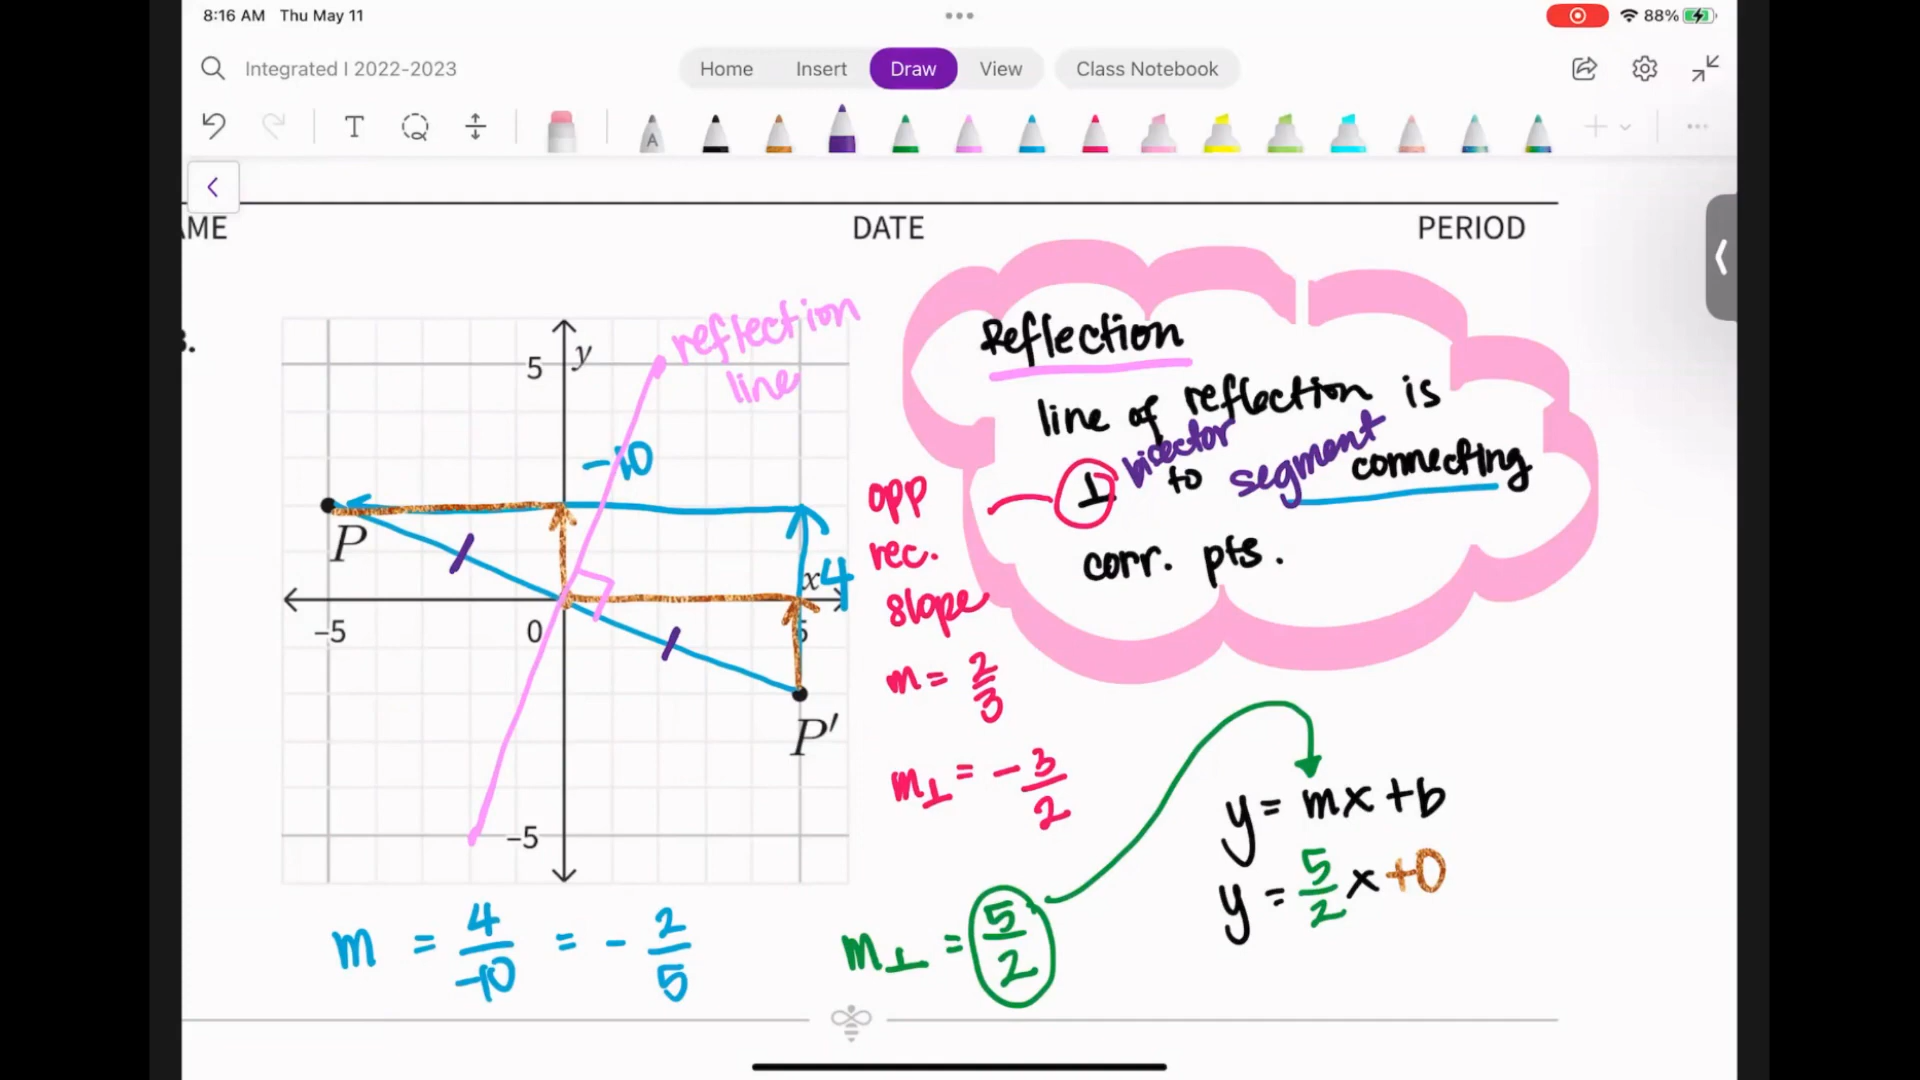 8:16 AM Thu May 11
88%
Integrated I 2022-2023
Home Insert Draw View Class Notebook
T
A
AME DATE PERIOD
3.
reflection
line
5 y
-10
P
x 4
-5 0 5
P'
-5
m = 4/-10 = - 2/5
Reflection
line of reflection is
⊥ bisector to segment connecting
corr. pts.
opp
rec.
slope
m = 2/3
m⊥ = - 3/2
m⊥ = 5/2
y = mx+b
y = 5/2 x +0